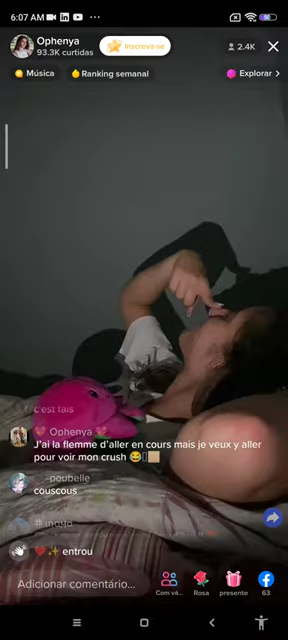 6:07 AM
Ophenya
93.3K curtidas
Inscreva-se
2.4K
Música
Ranking semanal
Explorar
c'est fais
Ophenya
J'ai la flemme d'aller en cours mais je veux y aller
pour voir mon crush 😂
poubelle
couscous
entrou
Adicionar comentário...
Com vá...
Rosa
presente
63